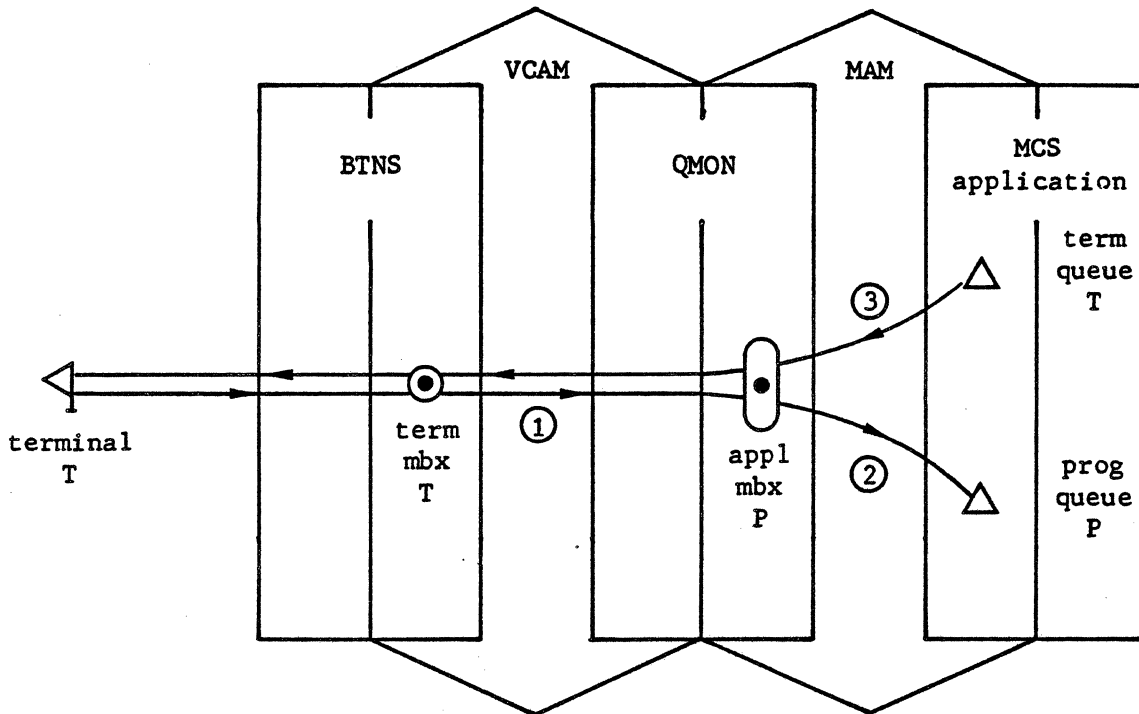 VCAM
MAM
BTNS
QMON
MCS
application
term
queue
T
3
1
2
terminal
T
term
mbx
T
appl
mbx
P
prog
queue
P